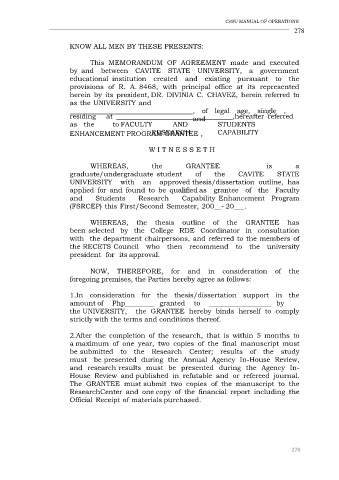 CvSU MANUAL OF OPERATIONS
278
KNOW ALL MEN BY THESE PRESENTS:
This MEMORANDUM OF AGREEMENT made and executed
by and between CAVITE STATE UNIVERSITY, a government
educational institution created and existing pursuant to the
provisions of R. A. 8468, with principal office at its represented
herein by its president, DR. DIVINIA C. CHAVEZ, herein referred to
as the UNIVERSITY and
________________________, of legal age, single
residing at ________________________ and ________,hereafter referred
as the to FACULTY AND STUDENTS
RESEARCH CAPABILITY
ENHANCEMENT PROGRAM GRANTEE ,
W I T N E S S E T H
WHEREAS, the GRANTEE is a
graduate/undergraduate student of the CAVITE STATE
UNIVERSITY with an approved thesis/dissertation outline, has
applied for and found to be qualified as grantee of the Faculty
and Students Research Capability Enhancement Program
(FSRCEP) this First/Second Semester, 200__- 20___.
WHEREAS, the thesis outline of the GRANTEE has
been selected by the College RDE Coordinator in consultation
with the department chairpersons, and referred to the members of
the RECETS Council who then recommend to the university
president for its approval.
NOW, THEREFORE, for and in consideration of the
foregoing premises, the Parties hereby agree as follows:
1.In consideration for the thesis/dissertation support in the
amount of Php________ granted to __________________ by
the UNIVERSITY, the GRANTEE hereby binds herself to comply
strictly with the terms and conditions thereof.
2.After the completion of the research, that is within 5 months to
a maximum of one year, two copies of the final manuscript must
be submitted to the Research Center; results of the study
must be presented during the Annual Agency In-House Review,
and research results must be presented during the Agency In-
House Review and published in refutable and or refereed journal.
The GRANTEE must submit two copies of the manuscript to the
ResearchCenter and one copy of the financial report including the
Official Receipt of materials purchased.
278